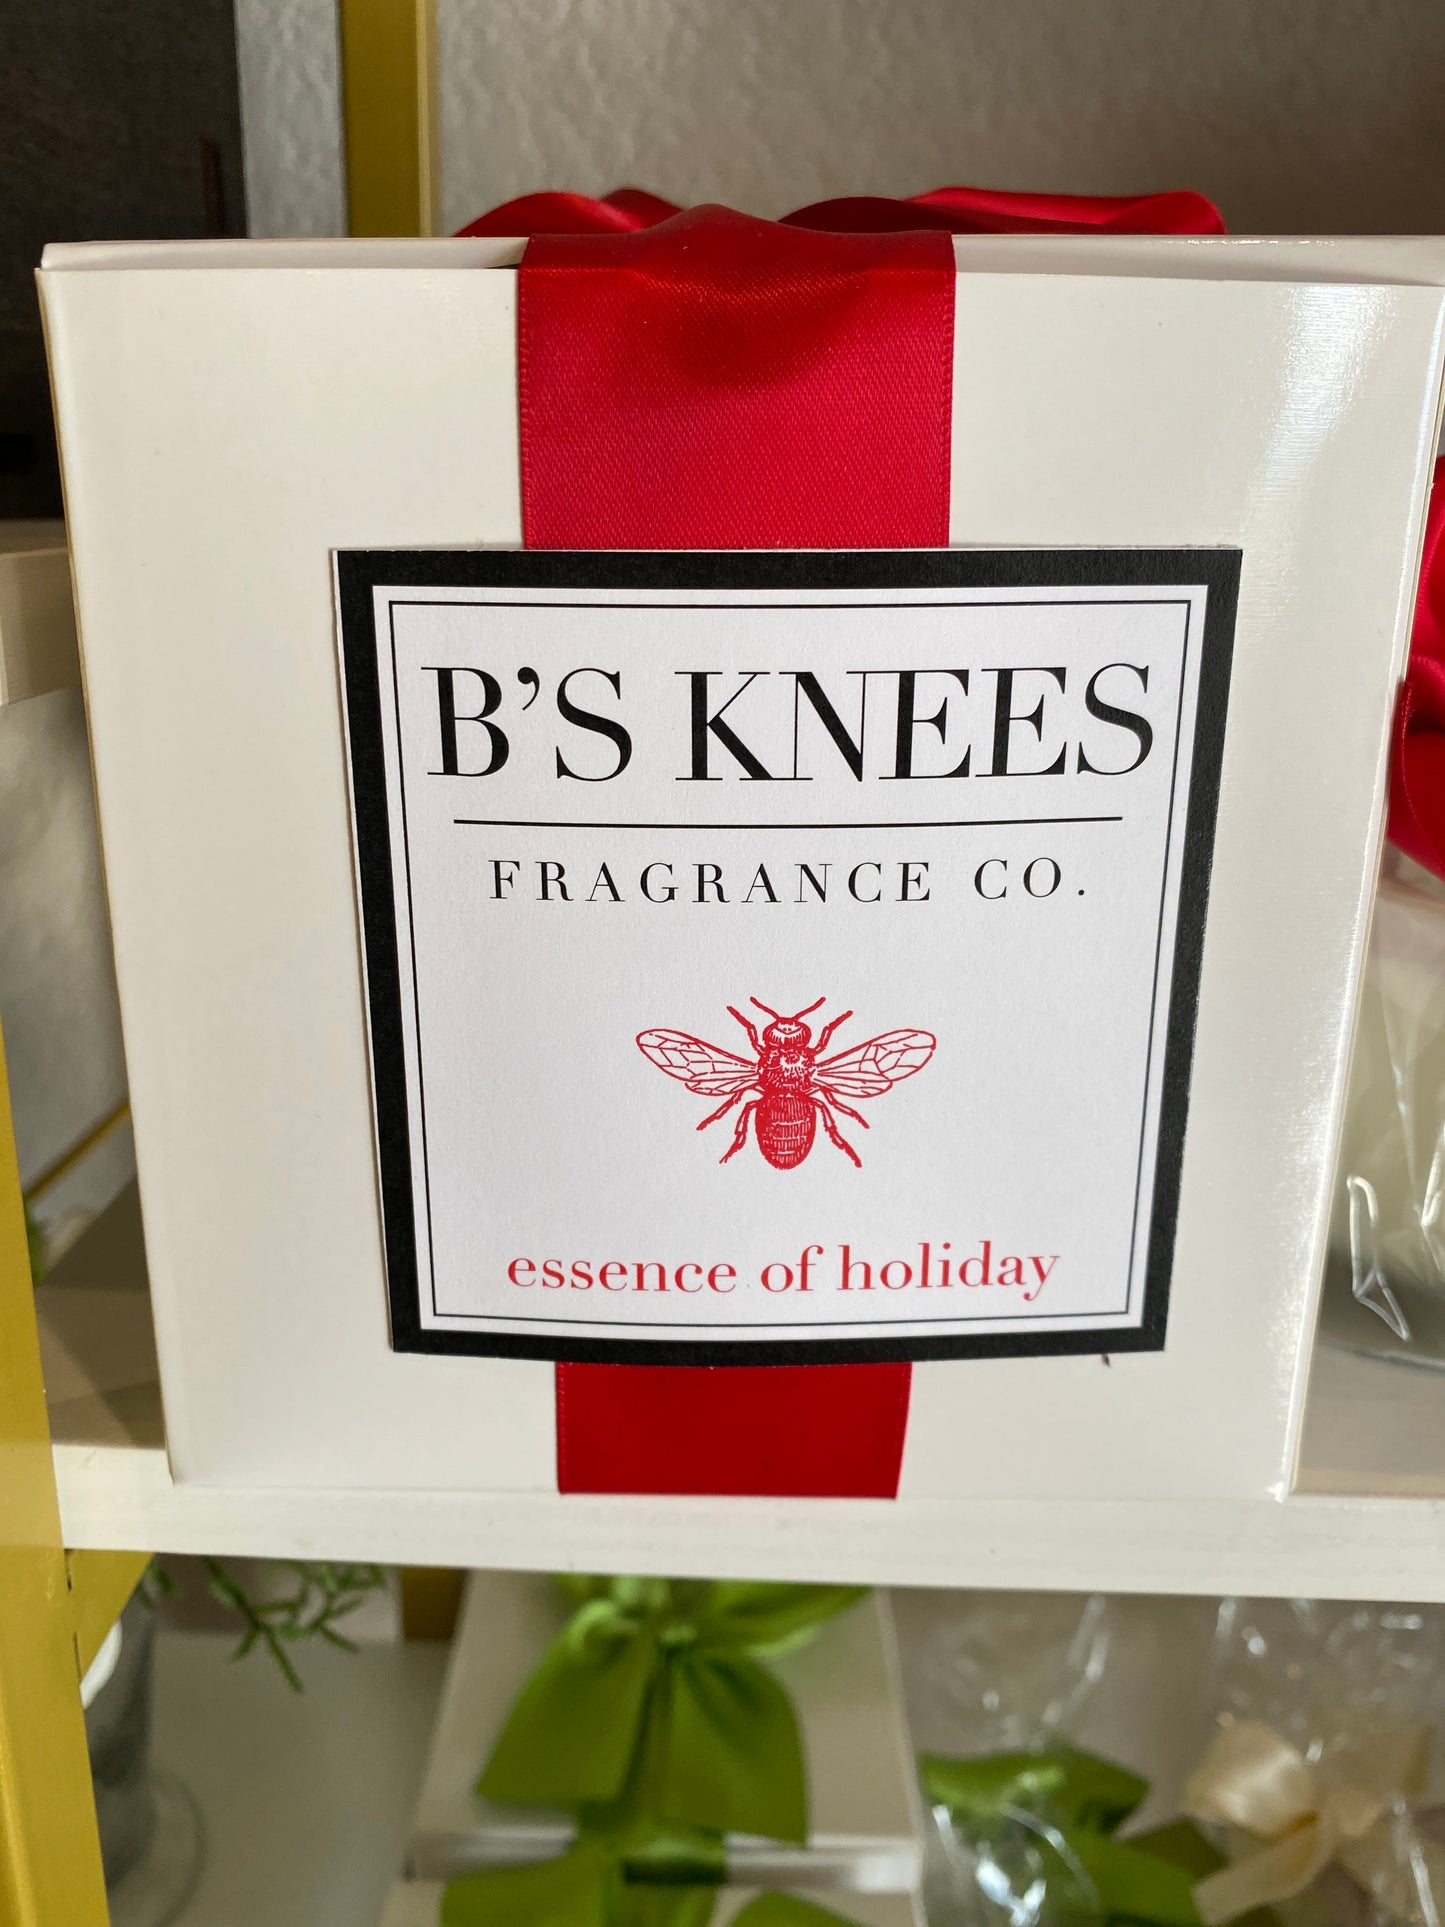 B'S KNEES
FRAGRANCE CO.
essence of holiday